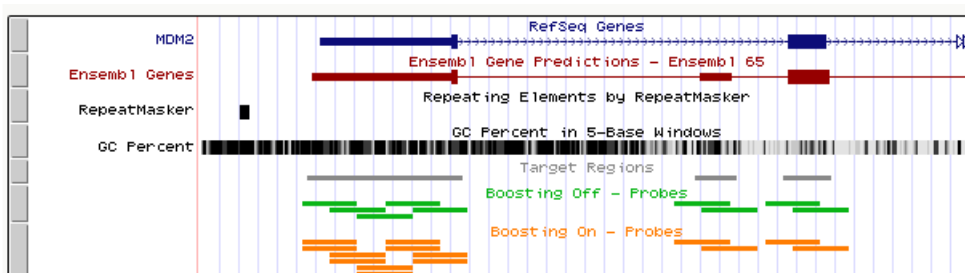 RefSeq Genes
MDM2
Ensembl Gene Predictions - Ensembl 65
Ensembl Genes
Repeating Elements by RepeatMasker
RepeatMasker
GC Percent in 5-Base Windows
GC Percent
Target Regions
Boosting Off - Probes
Boosting On - Probes